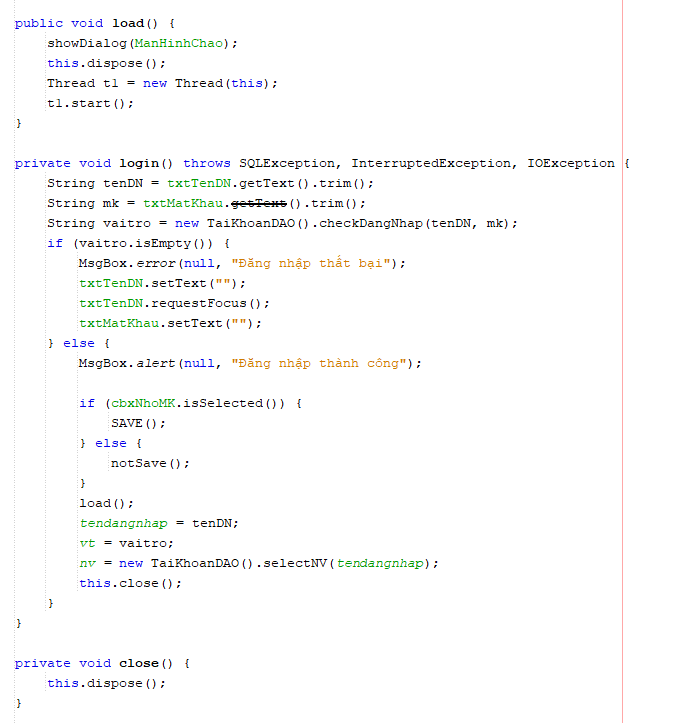 public void load() {
showDialog(ManHinhChao);
this.dispose();
Thread t1 = new Thread(this);
t1.start();
}
private void login() throws SQLException, InterruptedException, IOException {
String tenDN = txtTenDN.getText().trim();
String mk = txtMatKhau.getText().trim();
String vaitro = new TaiKhoanDAO().checkDangNhap(tenDN, mk);
if (vaitro.isEmpty()) {
MsgBox.error(null, "Đăng nhập thất bại");
txtTenDN.setText("");
txtTenDN.requestFocus();
txtMatKhau.setText("");
} else {
MsgBox.alert(null, "Đăng nhập thành công");
if (cbxNhoMK.isSelected()) {
SAVE();
} else {
notSave();
}
load();
tendangnhap = tenDN;
vt = vaitro;
nv = new TaiKhoanDAO().selectNV(tendangnhap);
this.close();
}
}
private void close() {
this.dispose();
}